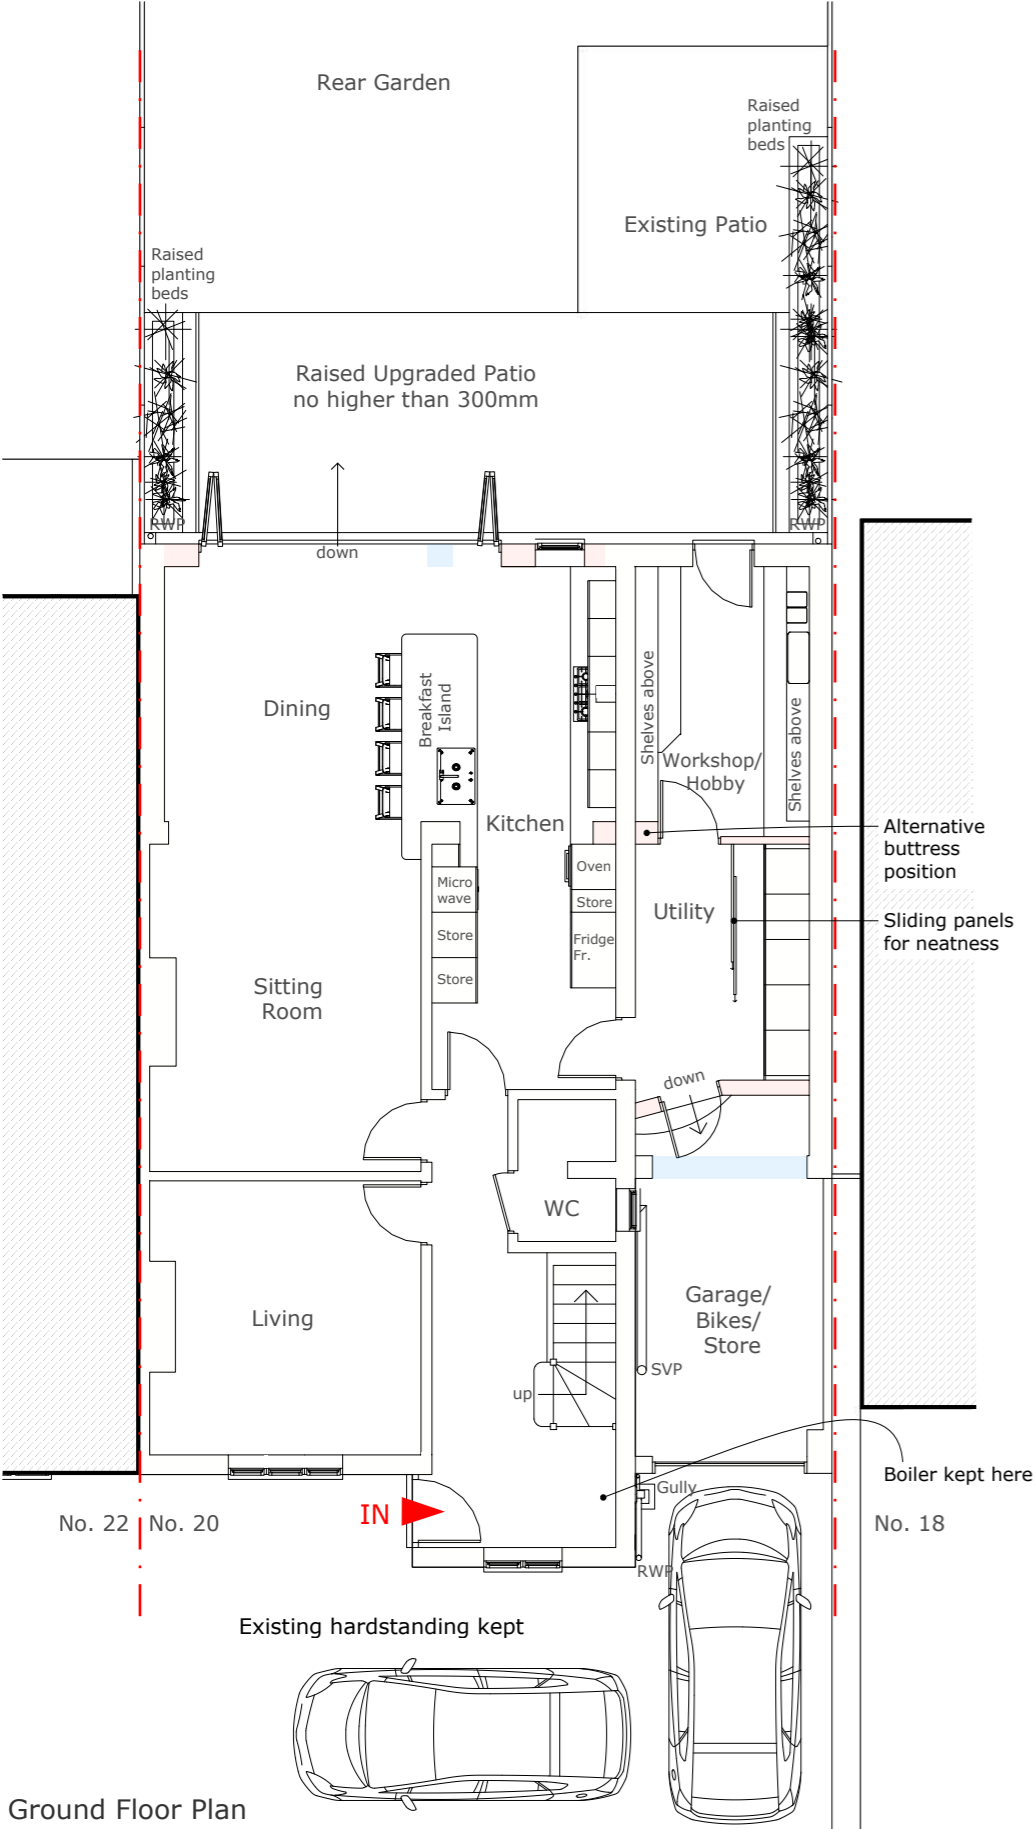 Rear Garden
Raised
planting
beds
Existing Patio
Raised
planting
beds
Raised Upgraded Patio
no higher than 300mm
RWP
RWP
down
Dining
Breakfast
Island
Shelves above
Workshop/
Hobby
Shelves above
Kitchen
Alternative
buttress
position
Oven
Micro
wave
Store
Utility
Sliding panels
for neatness
Store
Fridge
Fr.
Store
Sitting
Room
down
WC
Living
Garage/
Bikes/
Store
SVP
up
Boiler kept here
Gully
IN
No. 22
No. 20
No. 18
RWP
Existing hardstanding kept
Ground Floor Plan